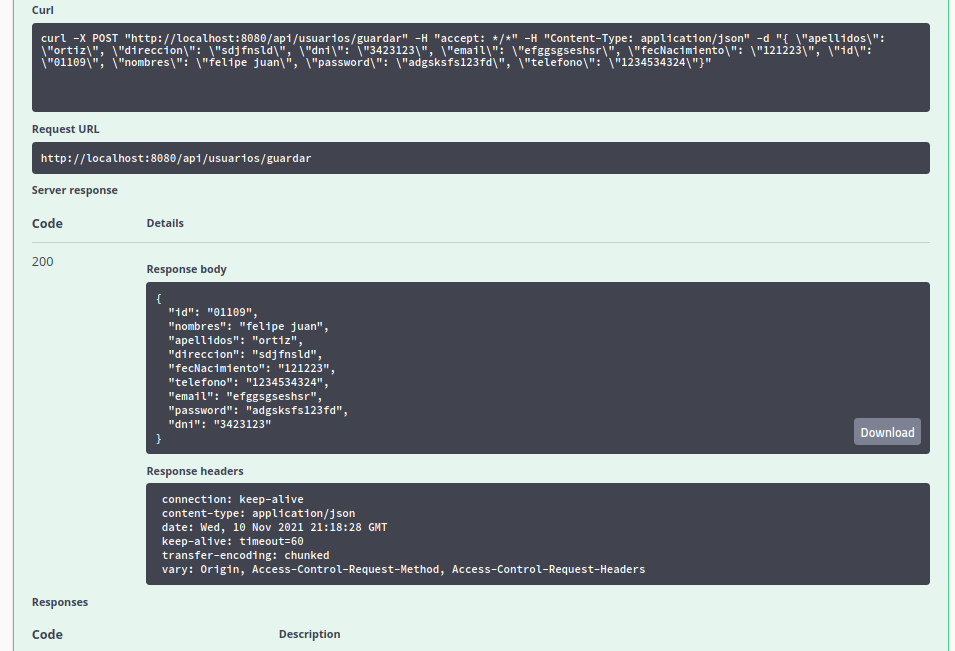 Curl
curl -X POST "http://localhost:8080/api/usuarios/guardar" -H "accept: */*" -H "Content-Type: application/json" -d "{ \"apellidos\":
\"ortiz\", \"direccion\": \"sdjfnsld\", \"dni\": \"3423123\", \"email\": \"efggsgseshsr\", \"fecNacimiento\": \"121223\", \"id\":
\"01109\", \"nombres\": \"felipe juan\", \"password\": \"adgsksfs123fd\", \"telefono\": \"1234534324\"}"
Request URL
http://localhost:8080/api/usuarios/guardar
Server response
Code Details
200
Response body
{
  "id": "01109",
  "nombres": "felipe juan",
  "apellidos": "ortiz",
  "direccion": "sdjfnsld",
  "fecNacimiento": "121223",
  "telefono": "1234534324",
  "email": "efggsgseshsr",
  "password": "adgsksfs123fd",
  "dni": "3423123"
}
Download
Response headers
connection: keep-alive
content-type: application/json
date: Wed, 10 Nov 2021 21:18:28 GMT
keep-alive: timeout=60
transfer-encoding: chunked
vary: Origin, Access-Control-Request-Method, Access-Control-Request-Headers
Responses
Code Description